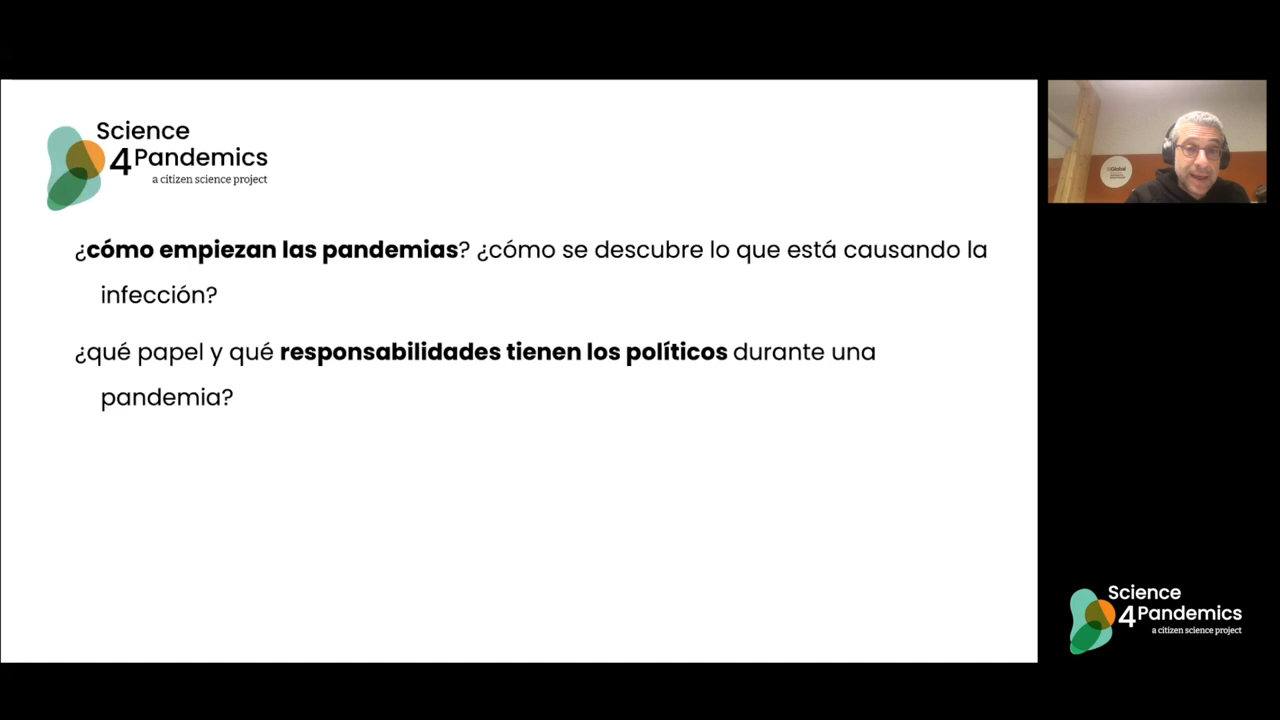 Science
4Pandemics
a citizen science project
¿cómo empiezan las pandemias? ¿cómo se descubre lo que está causando la
infección?
¿qué papel y qué responsabilidades tienen los políticos durante una
pandemia?
ISGlobal
Science
4Pandemics
a citizen science project